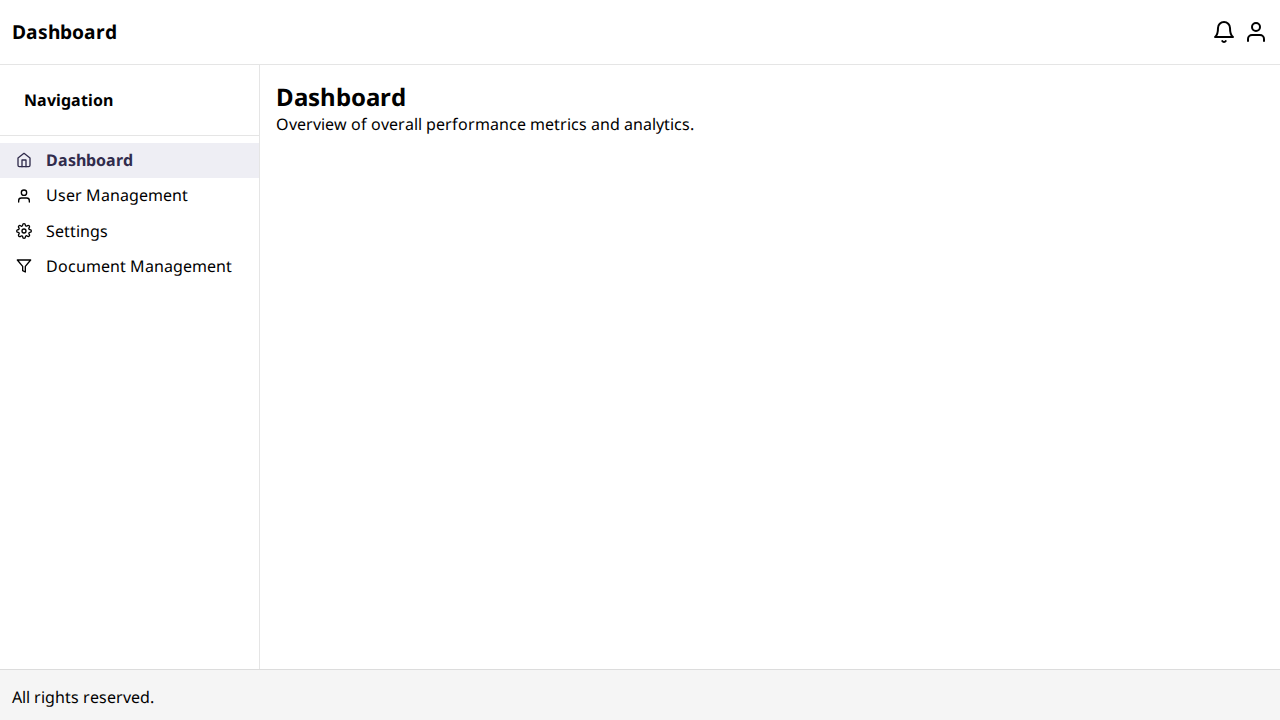 Dashboard
Navigation
Dashboard
User Management
Settings
Document Management
Dashboard
Overview of overall performance metrics and analytics.
All rights reserved.